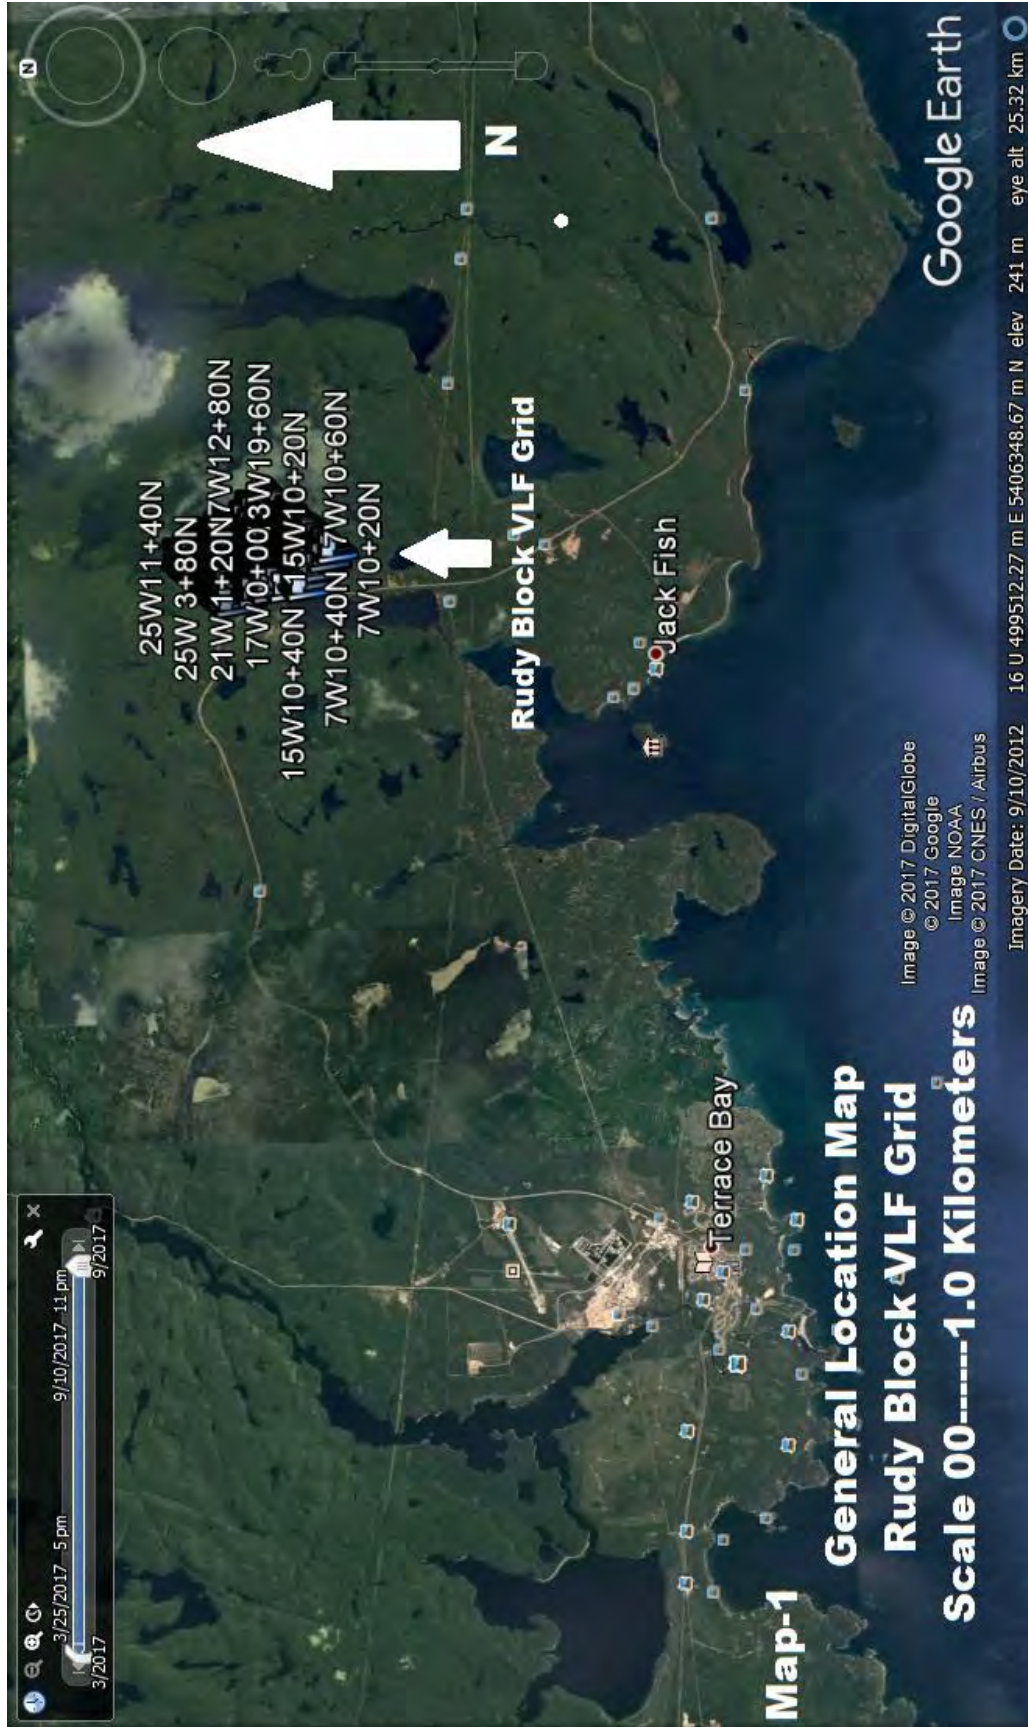 3/25/2017 5 pm
9/10/2017 11 pm
3/2017
9/2017
N
N
25W11+40N
25W 3+80N
21W 1+20N 7W12+80N
17W 0+00 3W19+60N
15W10+40N 15W10+20N
7W10+40N 7W10+60N
7W10+20N
Rudy Block VLF Grid
Jack Fish
Terrace Bay
Map-1
General Location Map
Rudy Block VLF Grid
Scale 00------1.0 Kilometers
Image © 2017 DigitalGlobe
© 2017 Google
Image NOAA
Image © 2017 CNES / Airbus
Google Earth
Imagery Date: 9/10/2012 16 U 499512.27 m E 5406348.67 m N elev 241 m eye alt 25.32 km